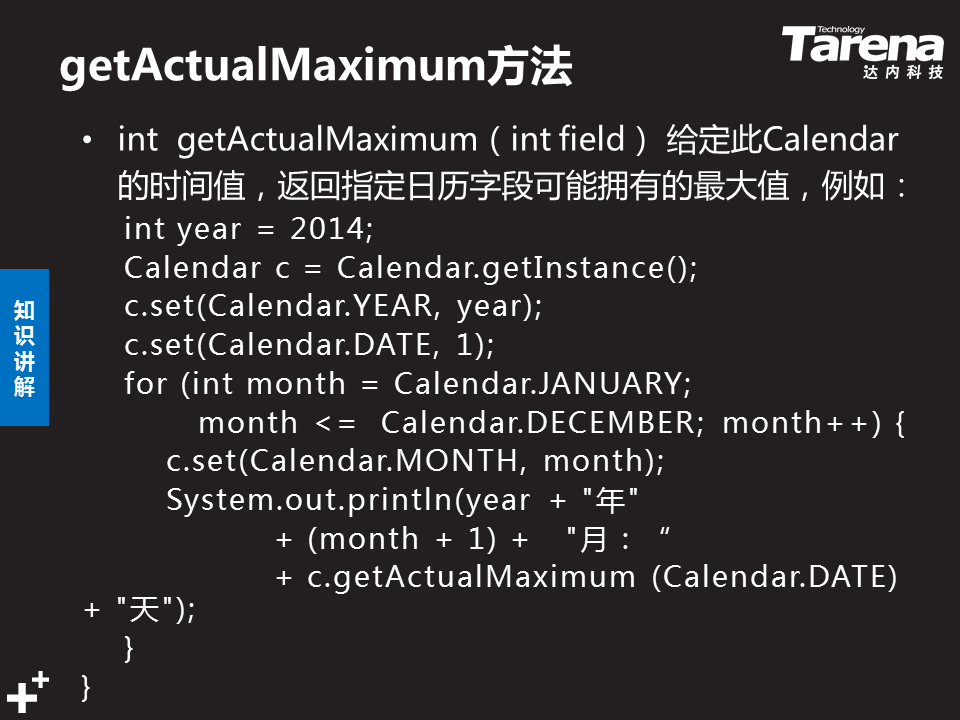 getActualMaximum方法
Technology
Tarena
达内科技
• int getActualMaximum（int field） 给定此Calendar
的时间值，返回指定日历字段可能拥有的最大值，例如：
int year = 2014;
Calendar c = Calendar.getInstance();
c.set(Calendar.YEAR, year);
c.set(Calendar.DATE, 1);
for (int month = Calendar.JANUARY;
month <= Calendar.DECEMBER; month++) {
c.set(Calendar.MONTH, month);
System.out.println(year + "年"
+ (month + 1) + "月：“
+ c.getActualMaximum (Calendar.DATE)
+ "天");
}
}
知
识
讲
解